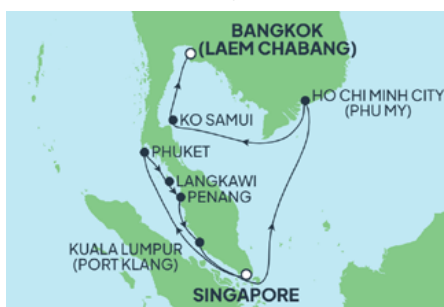 BANGKOK
(LAEM CHABANG)
HO CHI MINH CITY
(PHU MY)
KO SAMUI
PHUKET
LANGKAWI
PENANG
KUALA LUMPUR
(PORT KLANG)
SINGAPORE